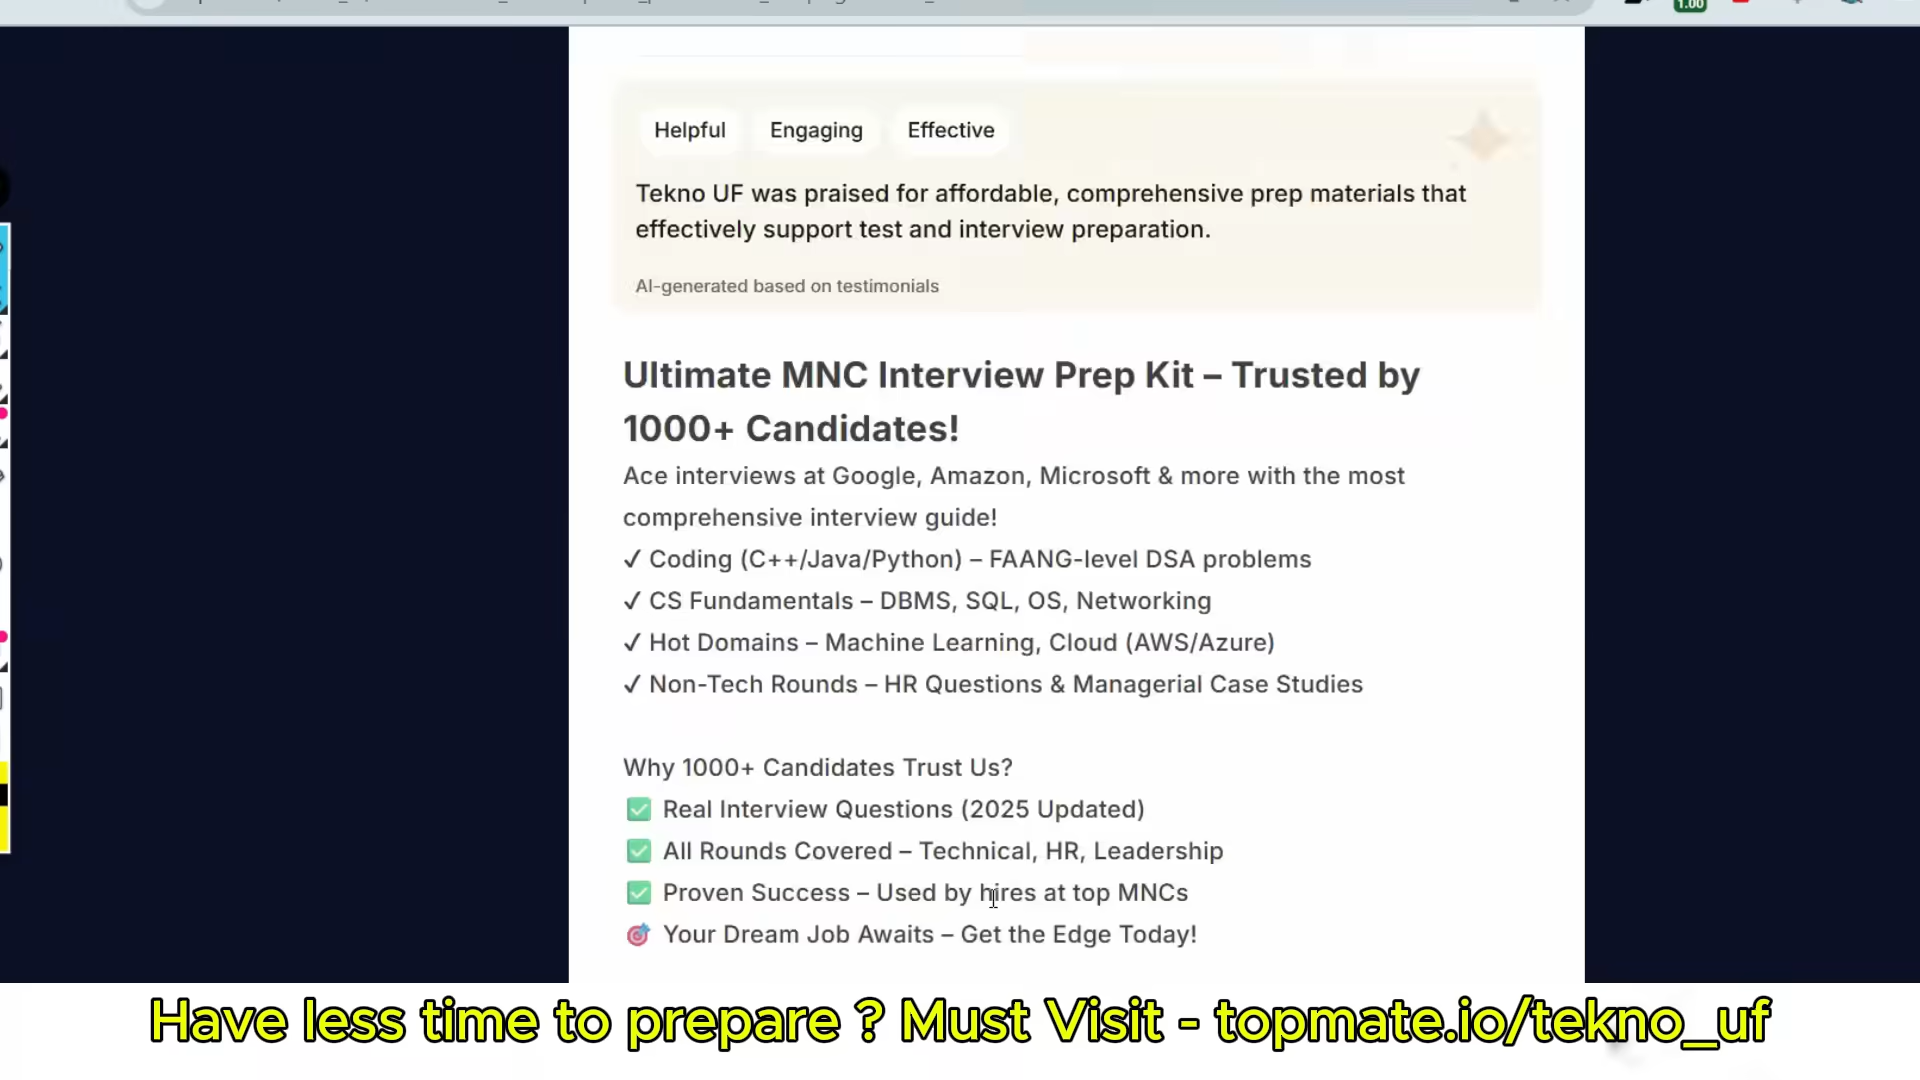 1.00
Helpful
Engaging
Effective
Tekno UF was praised for affordable, comprehensive prep materials that
effectively support test and interview preparation.
AI-generated based on testimonials
Ultimate MNC Interview Prep Kit – Trusted by
1000+ Candidates!
Ace interviews at Google, Amazon, Microsoft & more with the most
comprehensive interview guide!
✓ Coding (C++/Java/Python) – FAANG-level DSA problems
✓ CS Fundamentals – DBMS, SQL, OS, Networking
✓ Hot Domains – Machine Learning, Cloud (AWS/Azure)
✓ Non-Tech Rounds – HR Questions & Managerial Case Studies
Why 1000+ Candidates Trust Us?
✅ Real Interview Questions (2025 Updated)
✅ All Rounds Covered – Technical, HR, Leadership
✅ Proven Success – Used by hires at top MNCs
🎯 Your Dream Job Awaits – Get the Edge Today!
Have less time to prepare ? Must Visit - topmate.io/tekno_uf